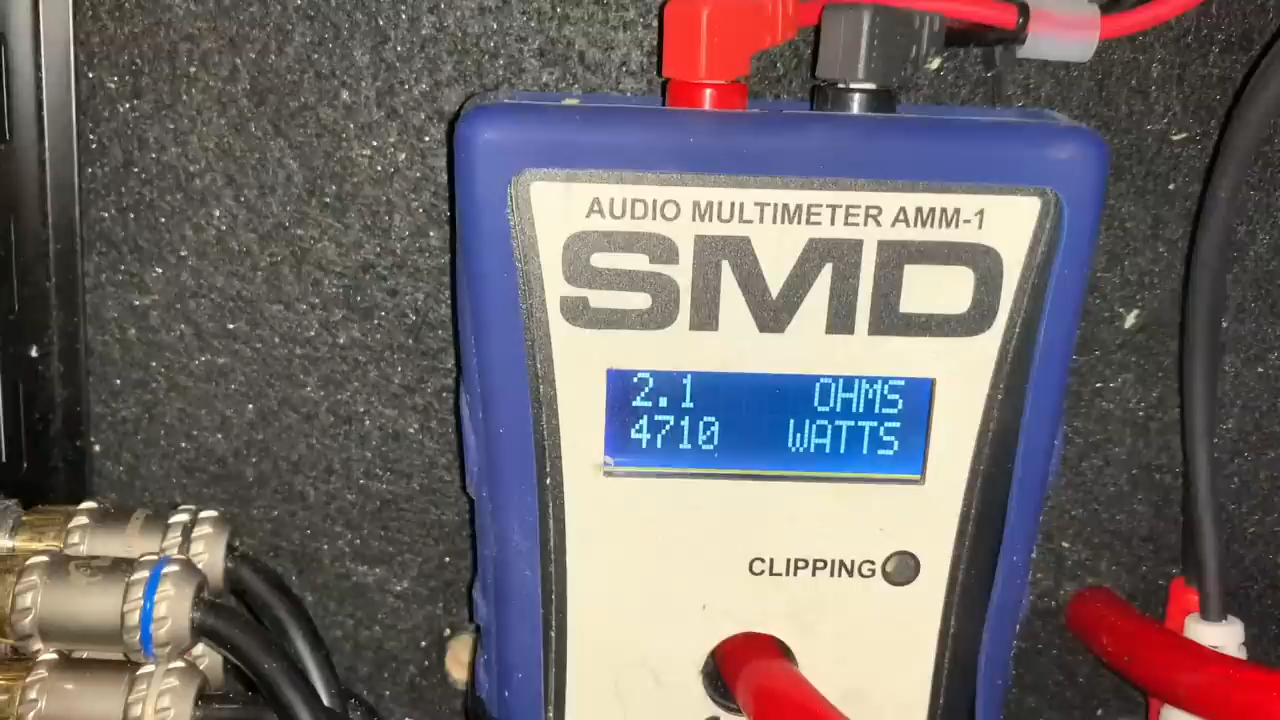 AUDIO MULTIMETER AMM-1
SMD
2.1 OHMS
4710 WATTS
CLIPPING